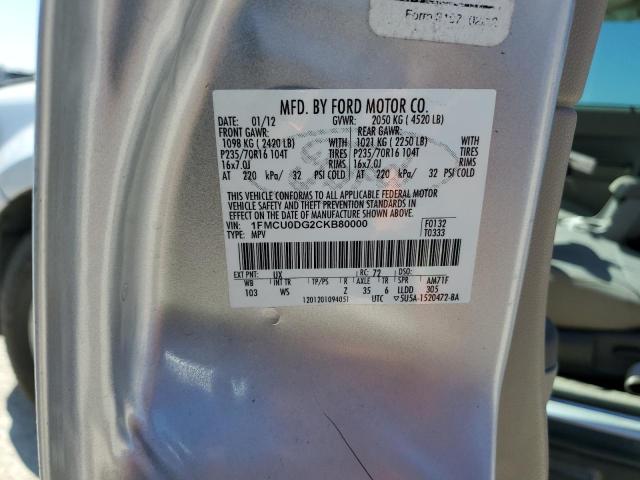 Form 8197 02/
MFD. BY FORD MOTOR CO.
DATE: 01/12 GVWR: 2050 KG ( 4520 LB)
FRONT GAWR: REAR GAWR:
1098 KG ( 2420 LB) WITH 1021 KG ( 2250 LB) WITH
P235/70R16 104T TIRES P235/70R16 104T TIRES
16x7.0J RIMS 16x7.0J RIMS
AT 220 kPa/ 32 PSI COLD AT 220 kPa/ 32 PSI COLD
THIS VEHICLE CONFORMS TO ALL APPLICABLE FEDERAL MOTOR
VEHICLE SAFETY AND THEFT PREVENTION STANDARDS IN
EFFECT ON THE DATE OF MANUFACTURE SHOWN ABOVE.
VIN: 1FMCU0DG2CKB80000 F0132
TYPE: MPV T0333
EXT PNT: UX RC: 72 DSO:
WB INT TR TP/PS R AXLE TR SPR AM71F
103 WS Z 35 6 LLDD 305
1201201094051 UTC 5U5A-1520472-BA